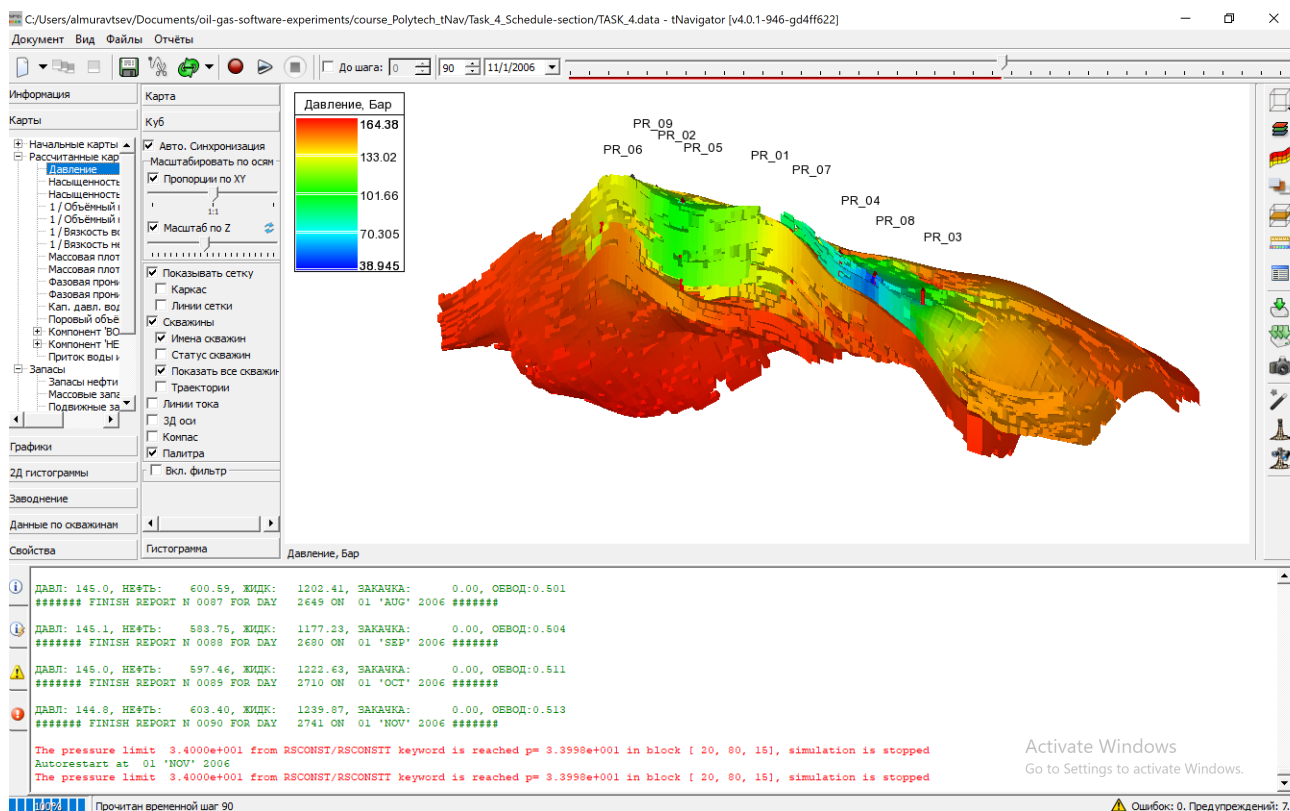 C:/Users/almuravtsev/Documents/oil-gas-software-experiments/course_Polytech_tNav/Task_4_Schedule-section/TASK_4.data - tNavigator [v4.0.1-946-gd4ff622]
Документ Вид Файлы Отчёты
До шага: 0 90 11/1/2006
Информация
Карты
Начальные карты
Рассчитанные кар
Давление
Насыщенность
Насыщенность
1 / Объёмный
1 / Объёмный
1 / Вязкость во
1 / Вязкость не
Массовая плот
Массовая плот
Фазовая прони
Фазовая прони
Кап. давл. вод
Поровый объё
Компонент 'ВО
Компонент 'НЕ
Приток воды и
Запасы
Запасы нефти
Массовые запа
Подвижные за
Графики
2Д гистограммы
Заводнение
Данные по скважинам
Свойства
Карта
Куб
Авто. Синхронизация
Масштабировать по осям
Пропорции по XY
1:1
Масштаб по Z
Показывать сетку
Каркас
Линии сетки
Скважины
Имена скважин
Статус скважин
Показать все скважин
Траектории
Линии тока
3Д оси
Компас
Палитра
Вкл. фильтр
Гистограмма
Давление, Бар
164.38
133.02
101.66
70.305
38.945
PR_09
PR_02
PR_06
PR_05
PR_01
PR_07
PR_04
PR_08
PR_03
Давление, Бар
ДАВЛ: 145.0, НЕФТЬ: 600.59, ЖИДК: 1202.41, ЗАКАЧКА: 0.00, ОБВОД:0.501
####### FINISH REPORT N 0087 FOR DAY 2649 ON 01 'AUG' 2006 #######
ДАВЛ: 145.1, НЕФТЬ: 583.75, ЖИДК: 1177.23, ЗАКАЧКА: 0.00, ОБВОД:0.504
####### FINISH REPORT N 0088 FOR DAY 2680 ON 01 'SEP' 2006 #######
ДАВЛ: 145.0, НЕФТЬ: 597.46, ЖИДК: 1222.63, ЗАКАЧКА: 0.00, ОБВОД:0.511
####### FINISH REPORT N 0089 FOR DAY 2710 ON 01 'OCT' 2006 #######
ДАВЛ: 144.8, НЕФТЬ: 603.40, ЖИДК: 1239.87, ЗАКАЧКА: 0.00, ОБВОД:0.513
####### FINISH REPORT N 0090 FOR DAY 2741 ON 01 'NOV' 2006 #######
The pressure limit 3.4000e+001 from RSCONST/RSCONSTT keyword is reached p= 3.3998e+001 in block [ 20, 80, 15], simulation is stopped
Autorestart at 01 'NOV' 2006
The pressure limit 3.4000e+001 from RSCONST/RSCONSTT keyword is reached p= 3.3998e+001 in block [ 20, 80, 15], simulation is stopped
Activate Windows
Go to Settings to activate Windows.
100% Прочитан временной шаг 90
Ошибок: 0. Предупреждений: 7.